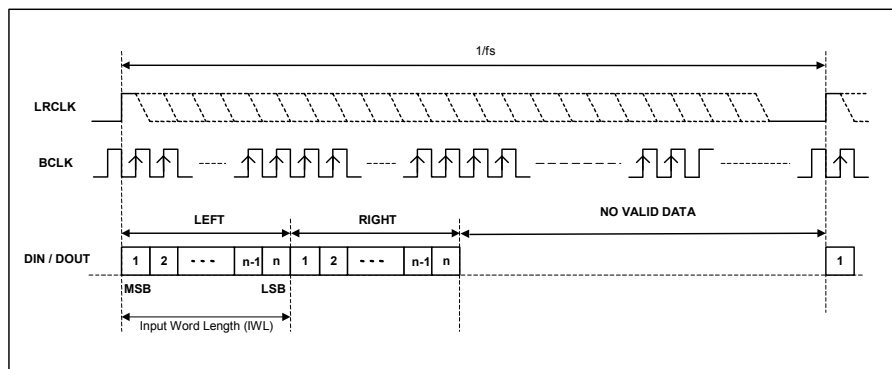 1/fs
LRCLK
BCLK
LEFT RIGHT NO VALID DATA
DIN / DOUT 1 2 - - - n-1 n 1 2 - - - n-1 n 1
MSB LSB
Input Word Length (IWL)